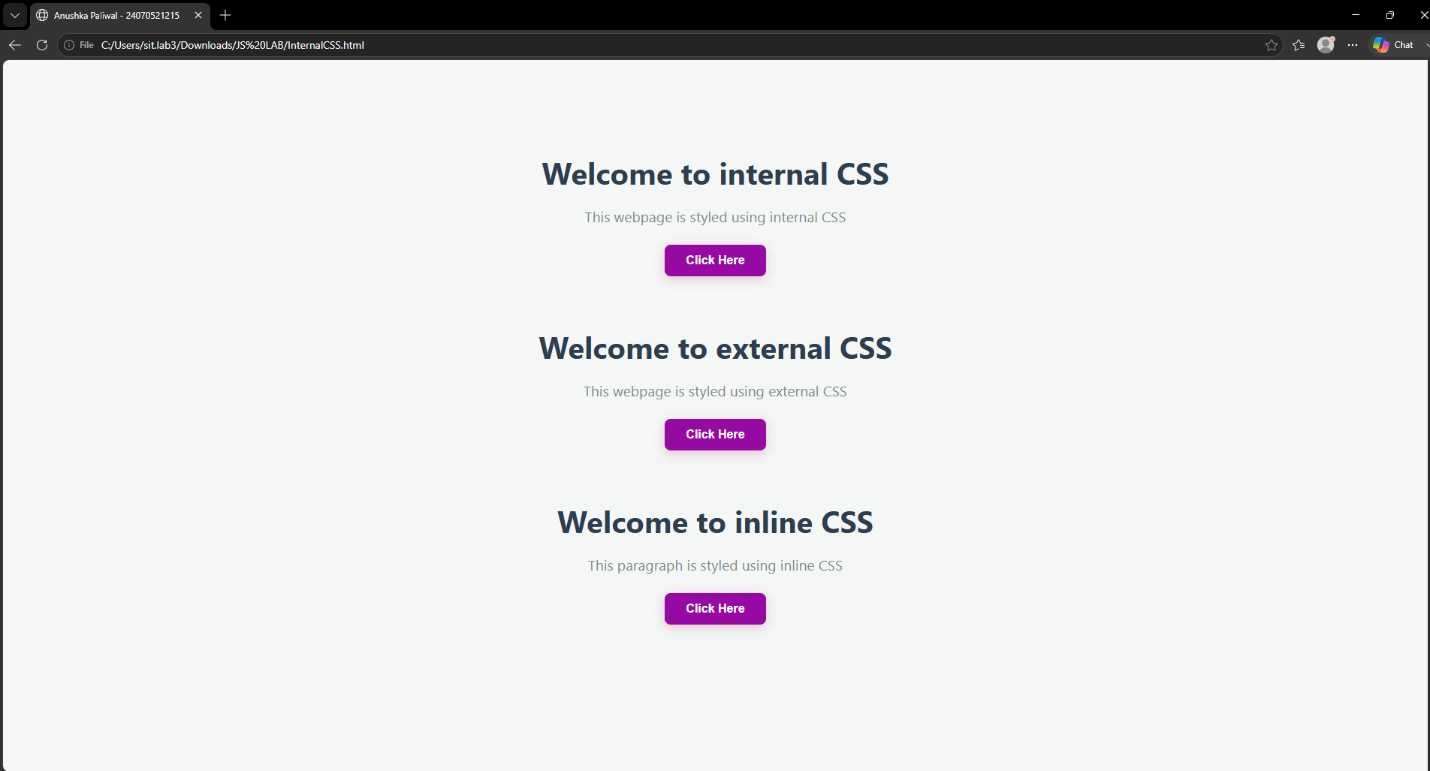 Anushka Paliwal - 24070521215
File C:/Users/sit.lab3/Downloads/JS%20LAB/InternalCSS.html
Chat
Welcome to internal CSS
This webpage is styled using internal CSS
Click Here
Welcome to external CSS
This webpage is styled using external CSS
Click Here
Welcome to inline CSS
This paragraph is styled using inline CSS
Click Here